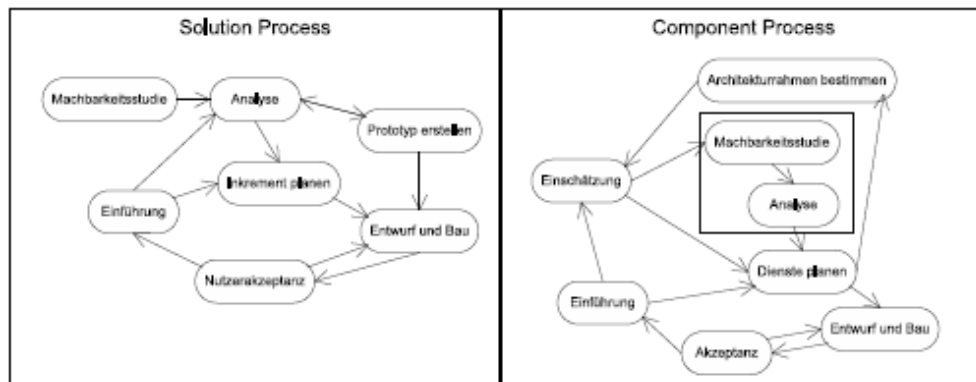 Solution Process
Machbarkeitsstudie
Analyse
Prototyp erstellen
Inkrement planen
Einführung
Entwurf und Bau
Nutzerakzeptanz
Component Process
Architekturrahmen bestimmen
Machbarkeitsstudie
Einschätzung
Analyse
Dienste planen
Einführung
Entwurf und Bau
Akzeptanz